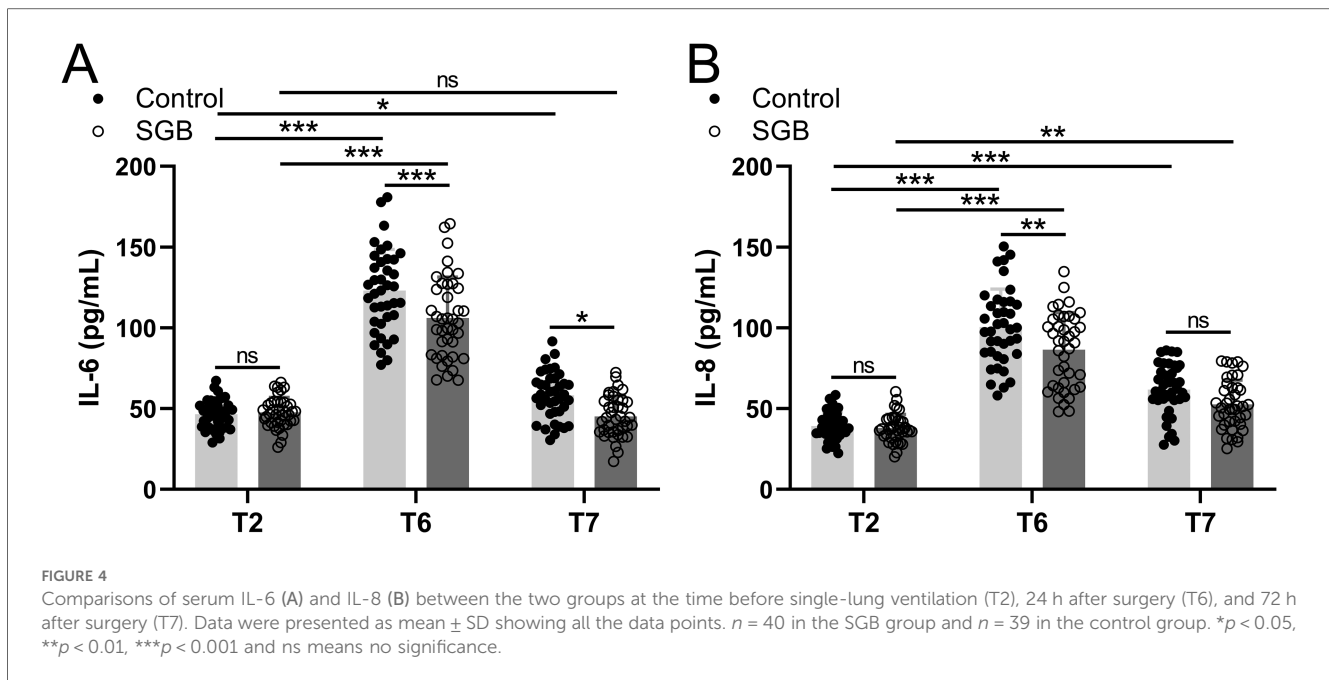 A
B
ns
Control
*
Control
SGB
***
SGB
**
***
***
200
***
200
***
***
**
150
150
IL-6 (pg/mL)
100
IL-8 (pg/mL)
100
*
ns
ns
ns
50
50
0
0
T2
T6
T7
T2
T6
T7
FIGURE 4
Comparisons of serum IL-6 (A) and IL-8 (B) between the two groups at the time before single-lung ventilation (T2), 24 h after surgery (T6), and 72 h
after surgery (T7). Data were presented as mean ± SD showing all the data points. n = 40 in the SGB group and n = 39 in the control group. *p < 0.05,
**p < 0.01, ***p < 0.001 and ns means no significance.